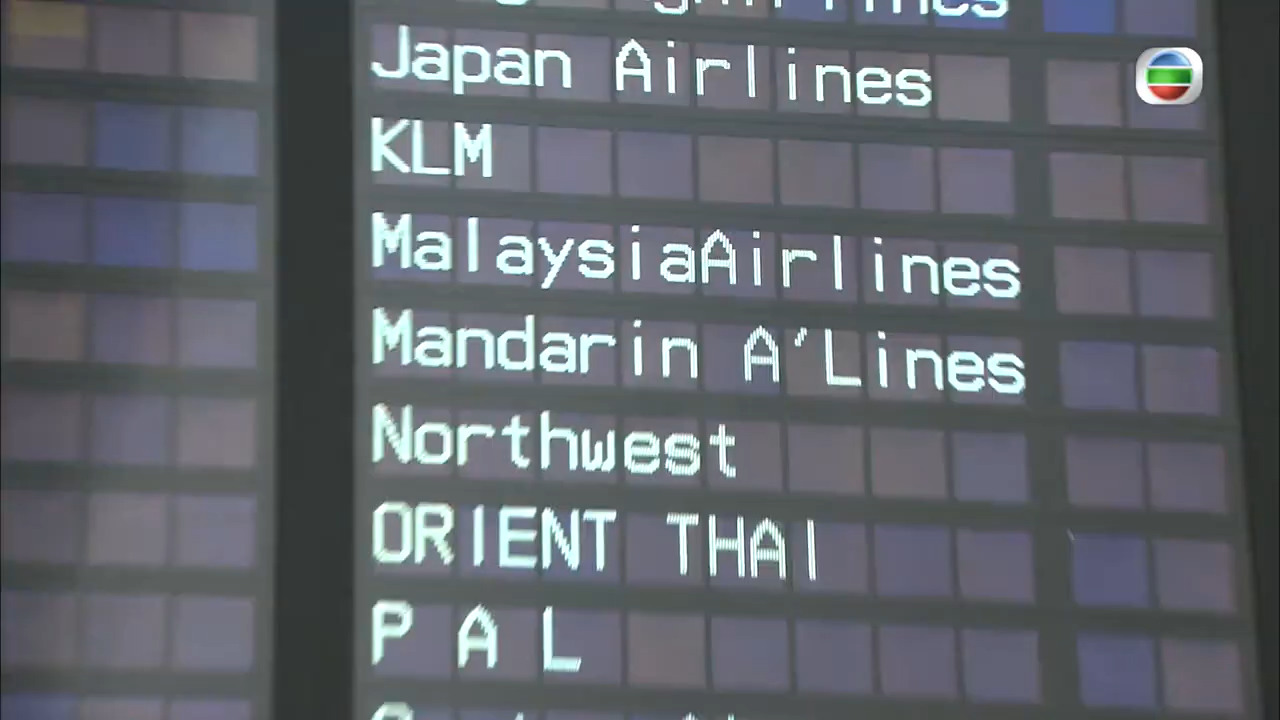 Japan Airlines
KLM
MalaysiaAirlines
Mandarin A'Lines
Northwest
ORIENT THAI
P A L